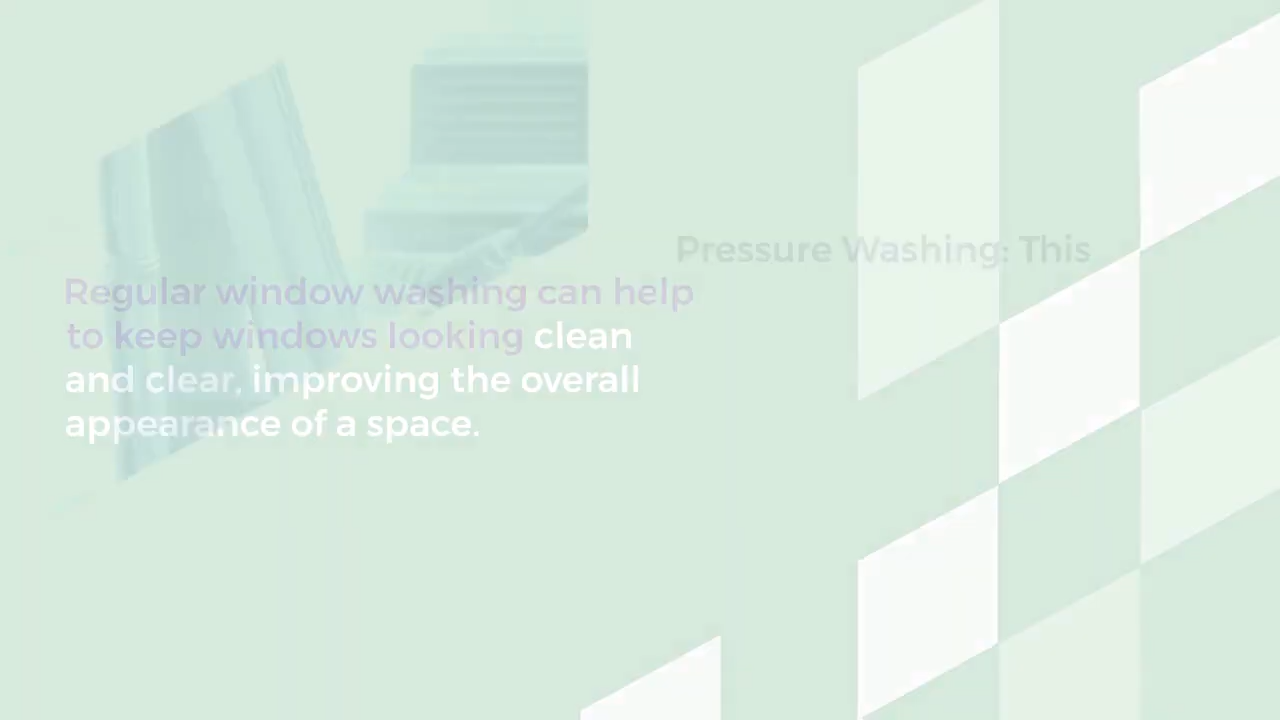 Pressure Washing: This
Regular window washing can help
to keep windows looking clean
and clear, improving the overall
appearance of a space.